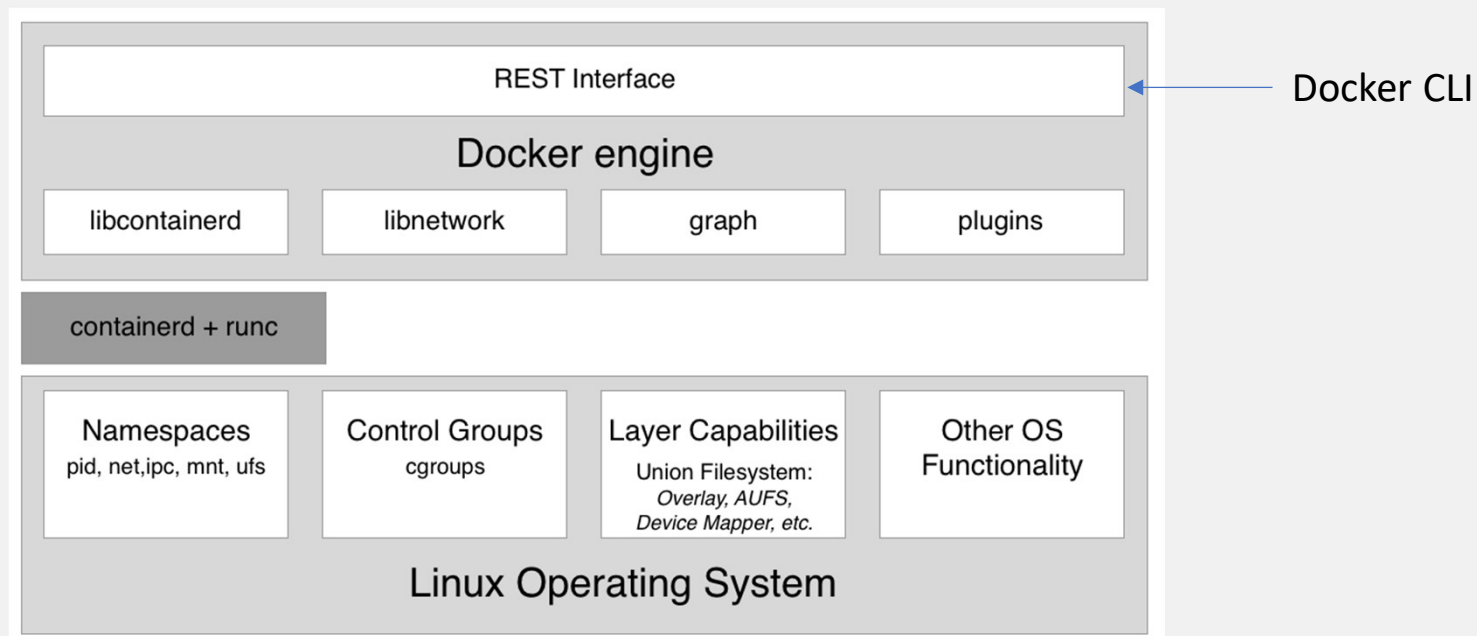 REST Interface
Docker CLI
Docker engine
libcontainerd
libnetwork
graph
plugins
containerd + runc
Namespaces
pid, net,ipc, mnt, ufs
Control Groups
cgroups
Layer Capabilities
Union Filesystem:
Overlay, AUFS,
Device Mapper, etc.
Other OS
Functionality
Linux Operating System